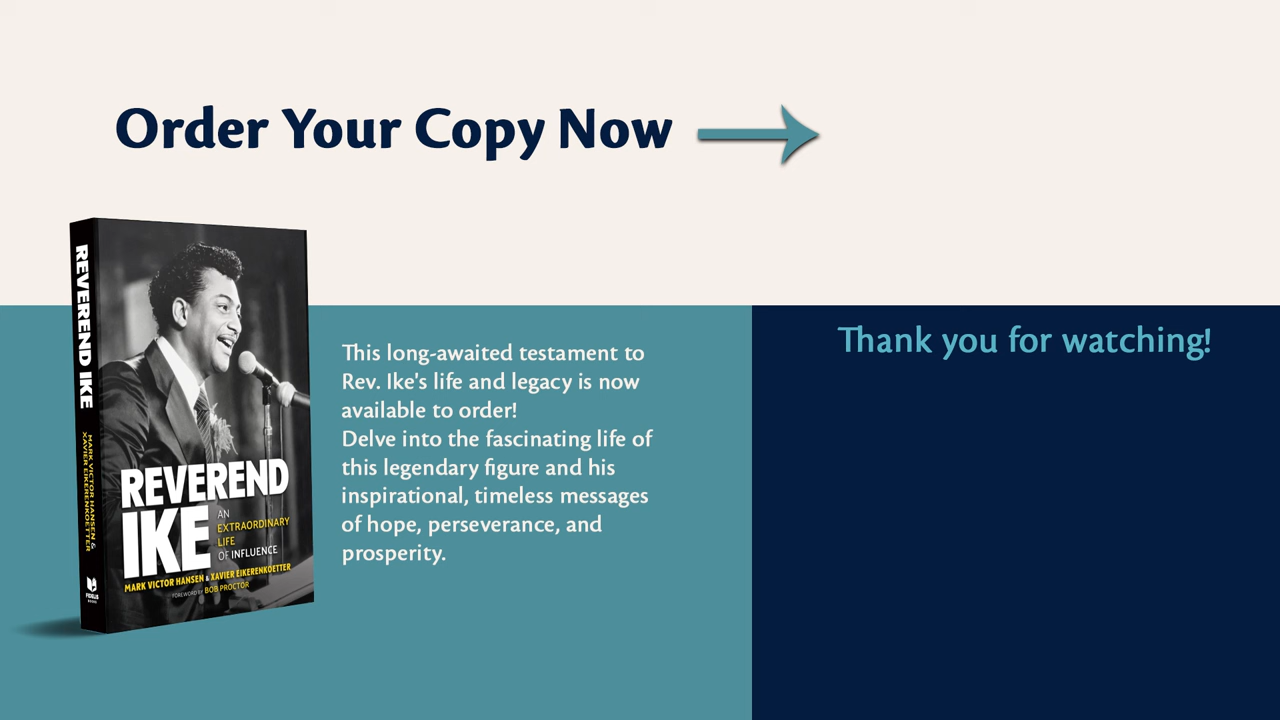 Order Your Copy Now
REVEREND IKE
MARK VICTOR HANSEN &
XAVIER EIKERENKOETTER
FIDELIS
BOOKS
REVEREND
IKE
AN
EXTRAORDINARY
LIFE
OF INFLUENCE
MARK VICTOR HANSEN & XAVIER EIKERENKOETTER
FOREWORD BY BOB PROCTOR
This long-awaited testament to
Rev. Ike's life and legacy is now
available to order!
Delve into the fascinating life of
this legendary figure and his
inspirational, timeless messages
of hope, perseverance, and
prosperity.
Thank you for watching!